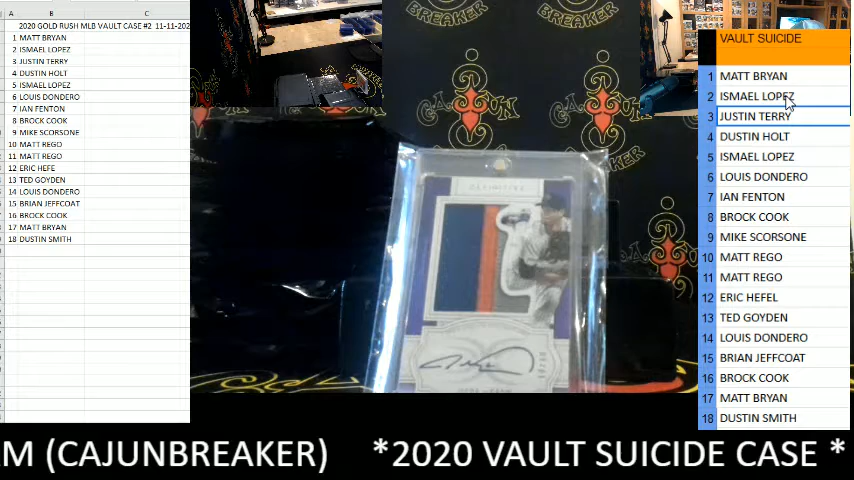 A B C
2020 GOLD RUSH MLB VAULT CASE #2 11-11-202
1 MATT BRYAN
2 ISMAEL LOPEZ
3 JUSTIN TERRY
4 DUSTIN HOLT
5 ISMAEL LOPEZ
6 LOUIS DONDERO
7 IAN FENTON
8 BROCK COOK
9 MIKE SCORSONE
10 MATT REGO
11 MATT REGO
12 ERIC HEFE
13 TED GOYDEN
14 LOUIS DONDERO
15 BRIAN JEFFCOAT
16 BROCK COOK
17 MATT BRYAN
18 DUSTIN SMITH
BREAKER
BREAKER
CAJUN
BREAKER
DEFINITIVE
VAULT SUICIDE
1 MATT BRYAN
2 ISMAEL LOPEZ
3 JUSTIN TERRY
4 DUSTIN HOLT
5 ISMAEL LOPEZ
6 LOUIS DONDERO
7 IAN FENTON
8 BROCK COOK
9 MIKE SCORSONE
10 MATT REGO
11 MATT REGO
12 ERIC HEFEL
13 TED GOYDEN
14 LOUIS DONDERO
15 BRIAN JEFFCOAT
16 BROCK COOK
17 MATT BRYAN
18 DUSTIN SMITH
M (CAJUNBREAKER) *2020 VAULT SUICIDE CASE *